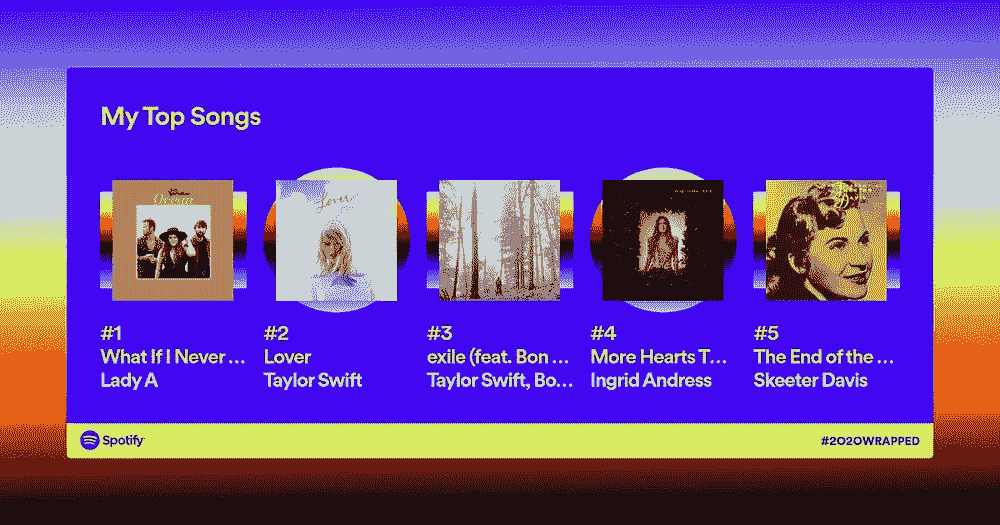 My Top Songs
Ocean
Lover
#1
What If I Never ...
Lady A
#2
Lover
Taylor Swift
#3
exile (feat. Bon ...
Taylor Swift, Bo...
#4
More Hearts T...
Ingrid Andress
#5
The End of the ...
Skeeter Davis
Spotify
#2020WRAPPED